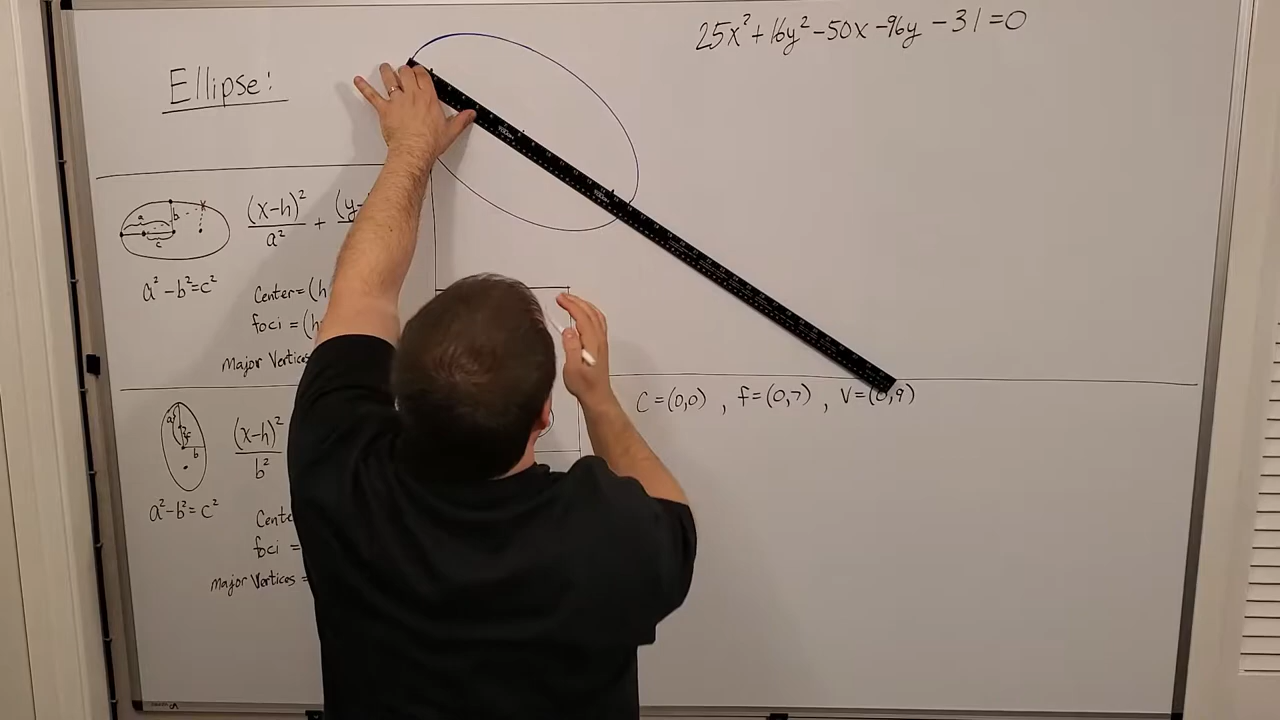 25x² + 16y² - 50x - 96y - 31 = 0
Ellipse:
a
b
c
(x-h)² + (y-
a²
a² - b² = c²
Center = (h
foci = (h
Major Vertices
C = (0,0) , f = (0,7) , V = (0,9)
a
f
b
(x-h)²
b²
a² - b² = c²
Cente
foci =
Major Vertices =